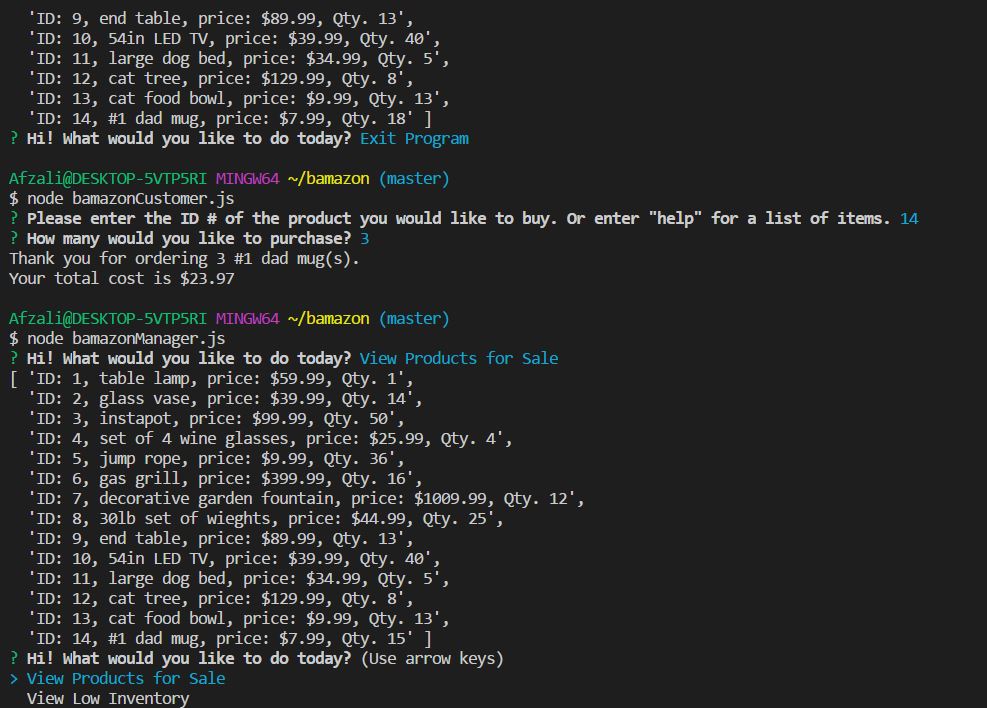 'ID: 9, end table, price: $89.99, Qty. 13',
'ID: 10, 54in LED TV, price: $39.99, Qty. 40',
'ID: 11, large dog bed, price: $34.99, Qty. 5',
'ID: 12, cat tree, price: $129.99, Qty. 8',
'ID: 13, cat food bowl, price: $9.99, Qty. 13',
'ID: 14, #1 dad mug, price: $7.99, Qty. 18' ]
? Hi! What would you like to do today? Exit Program
Afzali@DESKTOP-5VTP5RI MINGW64 ~/bamazon (master)
$ node bamazonCustomer.js
? Please enter the ID # of the product you would like to buy. Or enter "help" for a list of items. 14
? How many would you like to purchase? 3
Thank you for ordering 3 #1 dad mug(s).
Your total cost is $23.97
Afzali@DESKTOP-5VTP5RI MINGW64 ~/bamazon (master)
$ node bamazonManager.js
? Hi! What would you like to do today? View Products for Sale
[ 'ID: 1, table lamp, price: $59.99, Qty. 1',
'ID: 2, glass vase, price: $39.99, Qty. 14',
'ID: 3, instapot, price: $99.99, Qty. 50',
'ID: 4, set of 4 wine glasses, price: $25.99, Qty. 4',
'ID: 5, jump rope, price: $9.99, Qty. 36',
'ID: 6, gas grill, price: $399.99, Qty. 16',
'ID: 7, decorative garden fountain, price: $1009.99, Qty. 12',
'ID: 8, 30lb set of wieghts, price: $44.99, Qty. 25',
'ID: 9, end table, price: $89.99, Qty. 13',
'ID: 10, 54in LED TV, price: $39.99, Qty. 40',
'ID: 11, large dog bed, price: $34.99, Qty. 5',
'ID: 12, cat tree, price: $129.99, Qty. 8',
'ID: 13, cat food bowl, price: $9.99, Qty. 13',
'ID: 14, #1 dad mug, price: $7.99, Qty. 15' ]
? Hi! What would you like to do today? (Use arrow keys)
> View Products for Sale
View Low Inventory